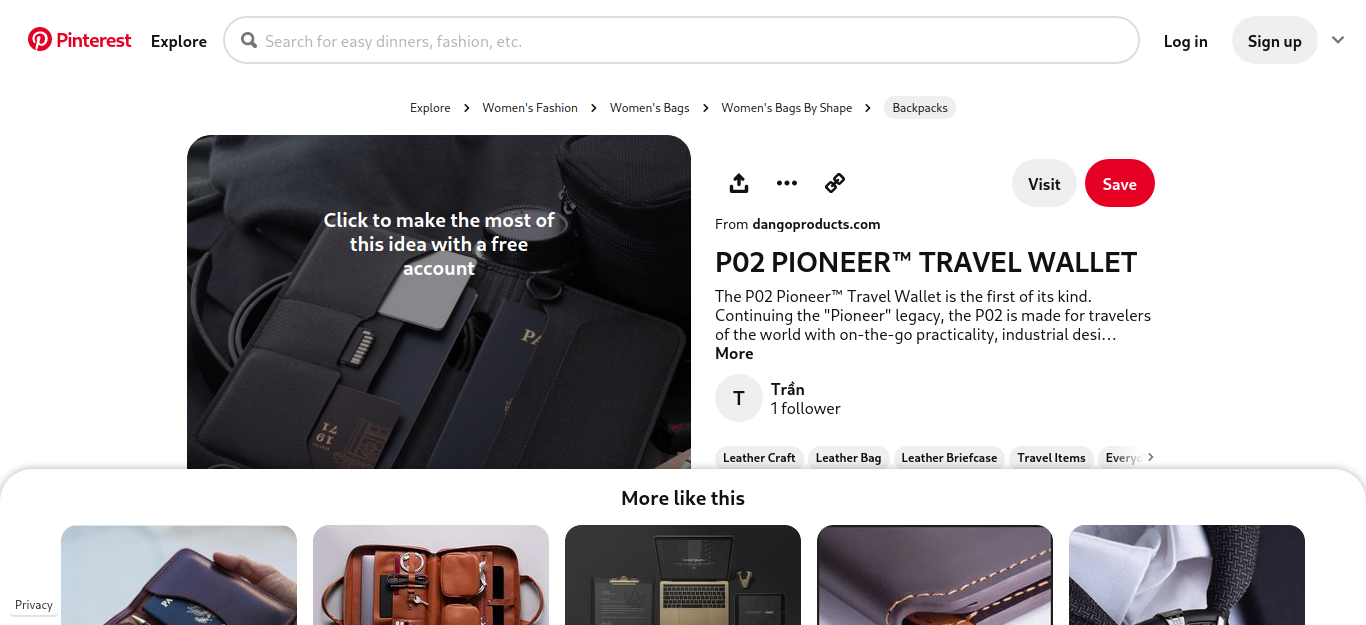 Pinterest
Explore
Search for easy dinners, fashion, etc.
Log in
Sign up
Explore
Women's Fashion
Women's Bags
Women's Bags By Shape
Backpacks
Click to make the most of
this idea with a free
account
Visit
Save
From dangoproducts.com
P02 PIONEER™ TRAVEL WALLET
The P02 Pioneer™ Travel Wallet is the first of its kind.
Continuing the "Pioneer" legacy, the P02 is made for travelers
of the world with on-the-go practicality, industrial desi…
More
T
Trần
1 follower
Leather Craft
Leather Bag
Leather Briefcase
Travel Items
19
71
More like this
Privacy